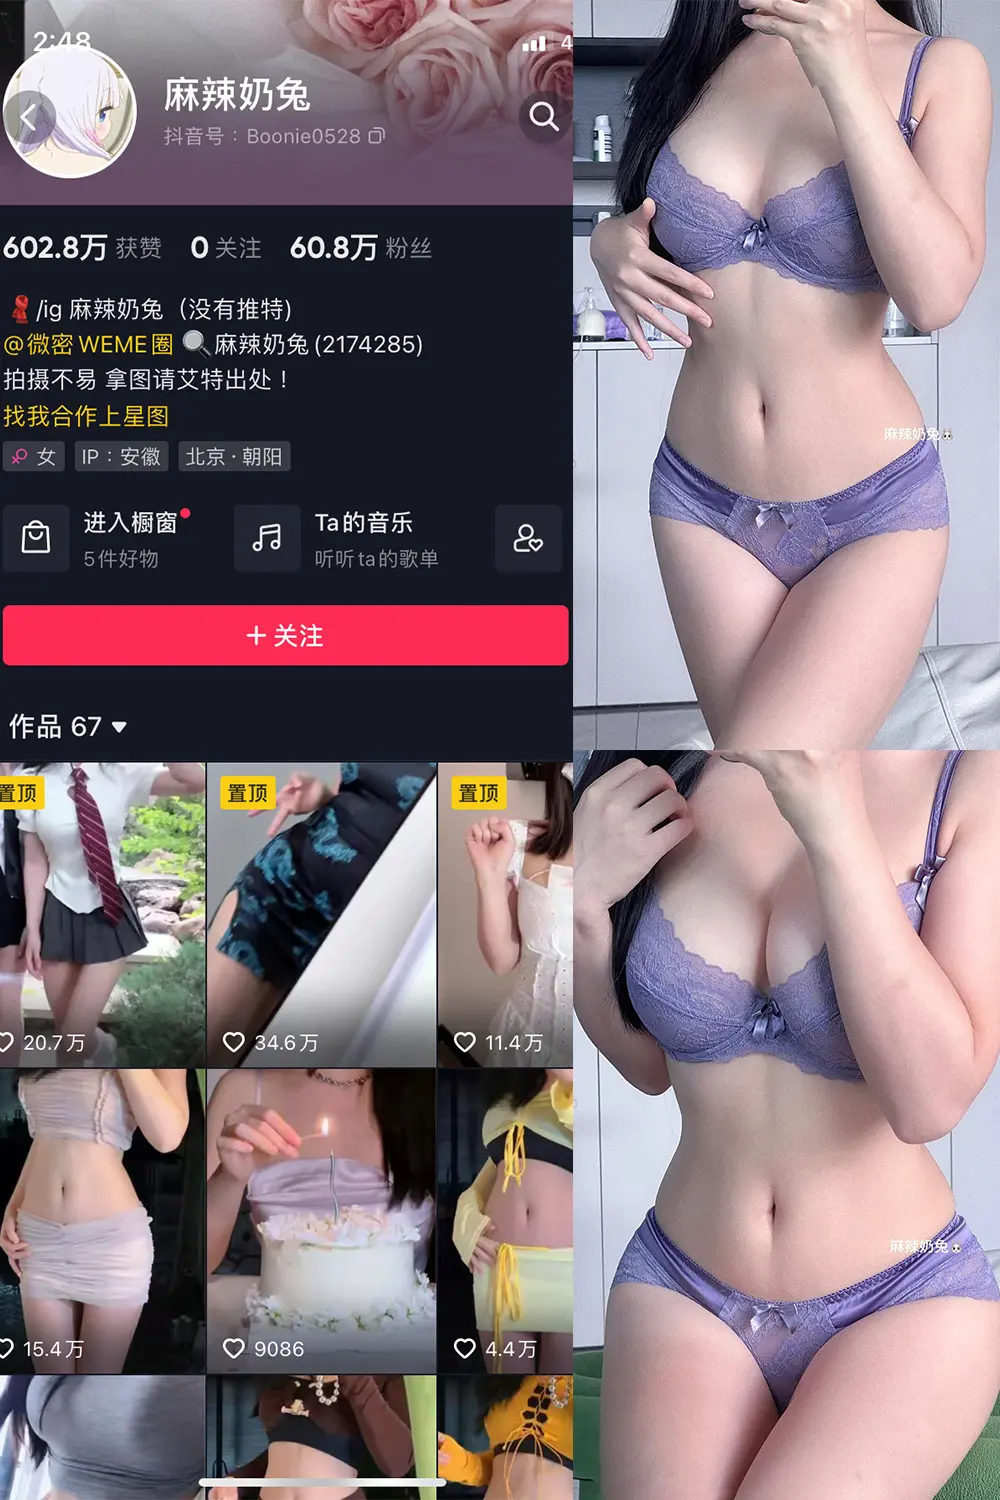 2:48
4
麻辣奶兔
抖音号：Boonie0528
602.8万 获赞 0 关注 60.8万 粉丝
/ig 麻辣奶兔（没有推特)
@微密WEME圈 麻辣奶兔(2174285)
拍摄不易 拿图请艾特出处！
找我合作上星图
女 IP：安徽 北京·朝阳
进入橱窗
5件好物
Ta的音乐
听听ta的歌单
+ 关注
作品 67
置顶 置顶 置顶
20.7万 34.6万 11.4万
15.4万 9086 4.4万
麻辣奶兔
麻辣奶兔